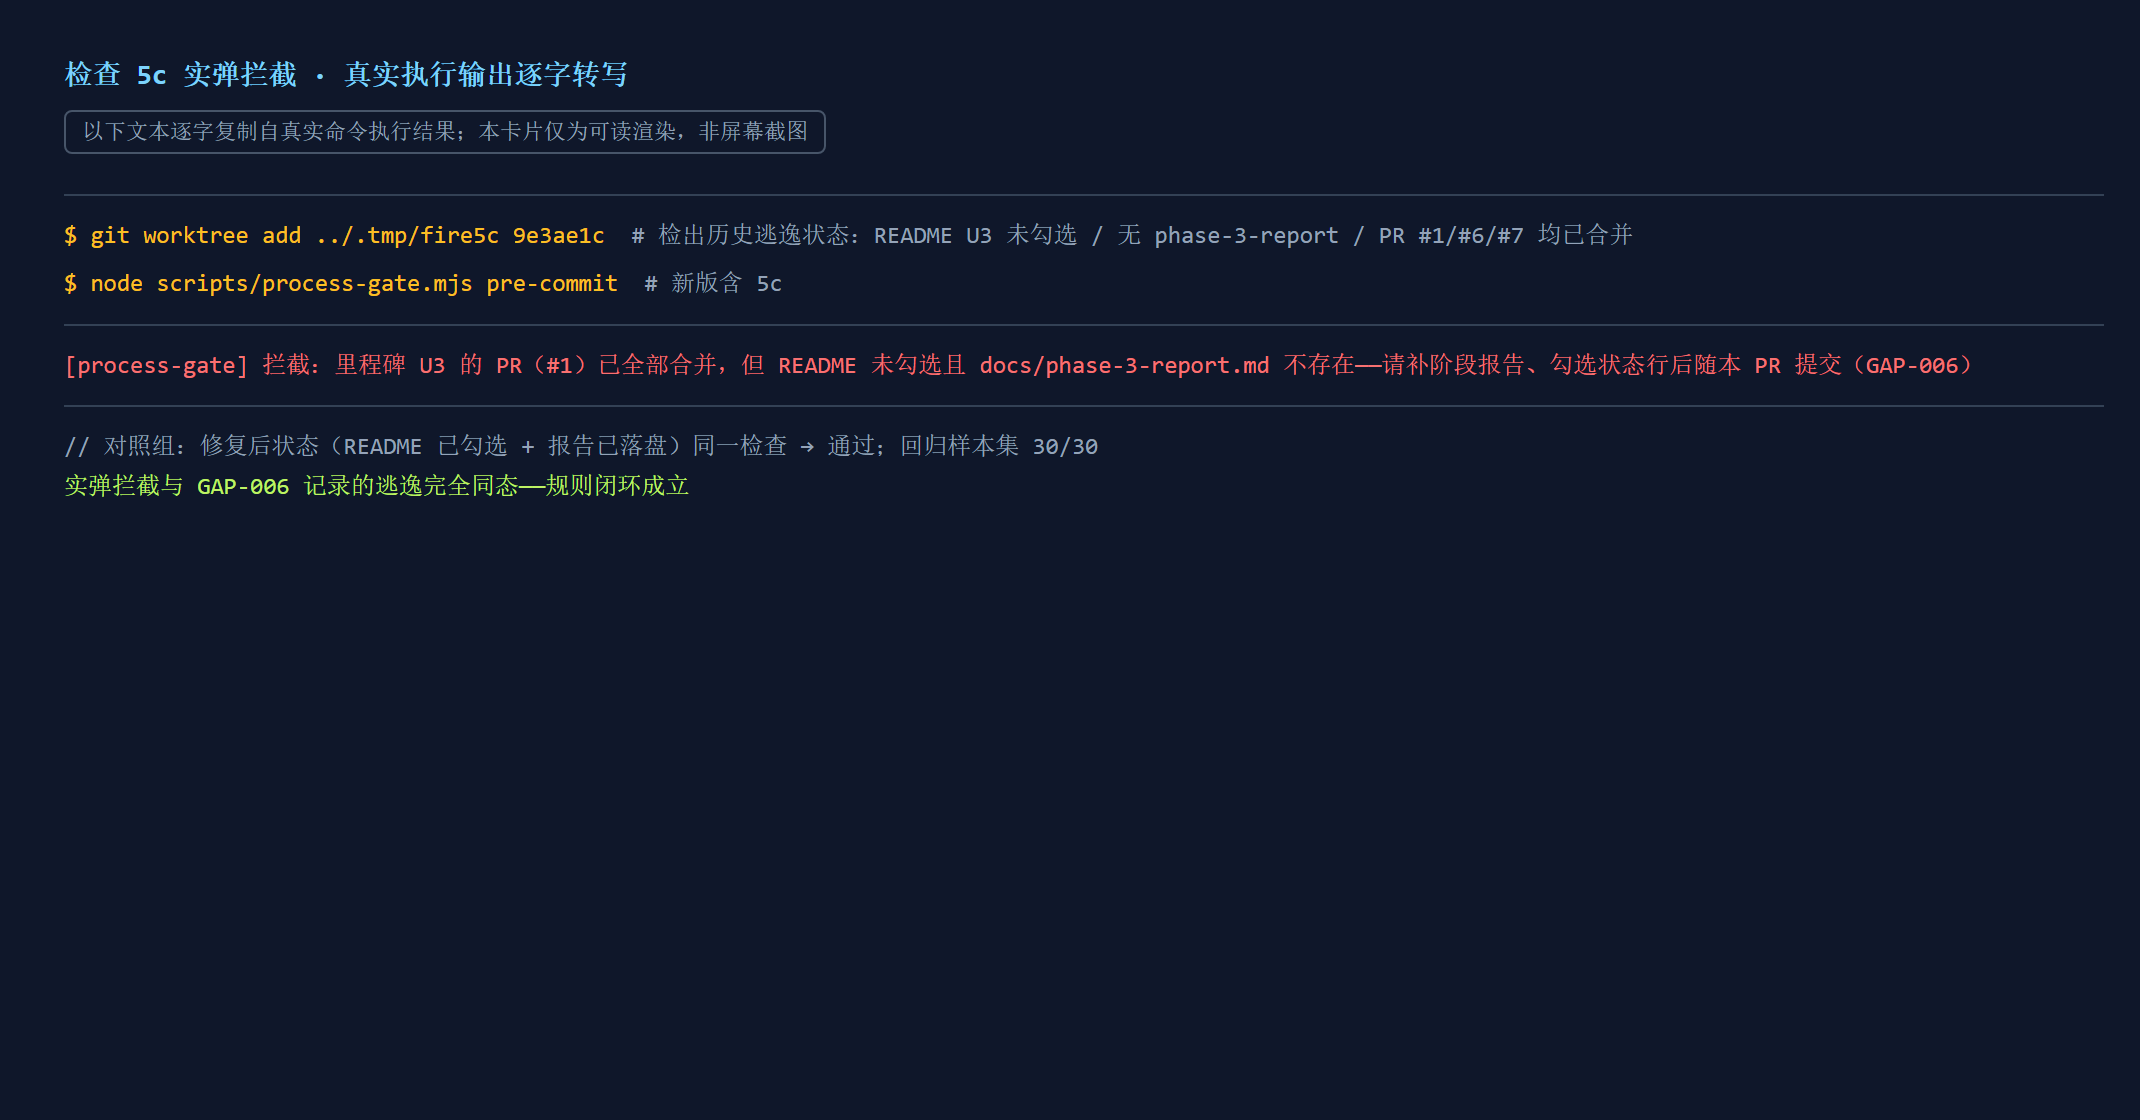 检查 5c 实弹拦截 · 真实执行输出逐字转写
以下文本逐字复制自真实命令执行结果；本卡片仅为可读渲染，非屏幕截图
$ git worktree add ../.tmp/fire5c 9e3ae1c  # 检出历史逃逸状态：README U3 未勾选 / 无 phase-3-report / PR #1/#6/#7 均已合并
$ node scripts/process-gate.mjs pre-commit  # 新版含 5c
[process-gate] 拦截：里程碑 U3 的 PR（#1）已全部合并，但 README 未勾选且 docs/phase-3-report.md 不存在——请补阶段报告、勾选状态行后随本 PR 提交（GAP-006）
// 对照组：修复后状态（README 已勾选 + 报告已落盘）同一检查 → 通过；回归样本集 30/30
实弹拦截与 GAP-006 记录的逃逸完全同态——规则闭环成立